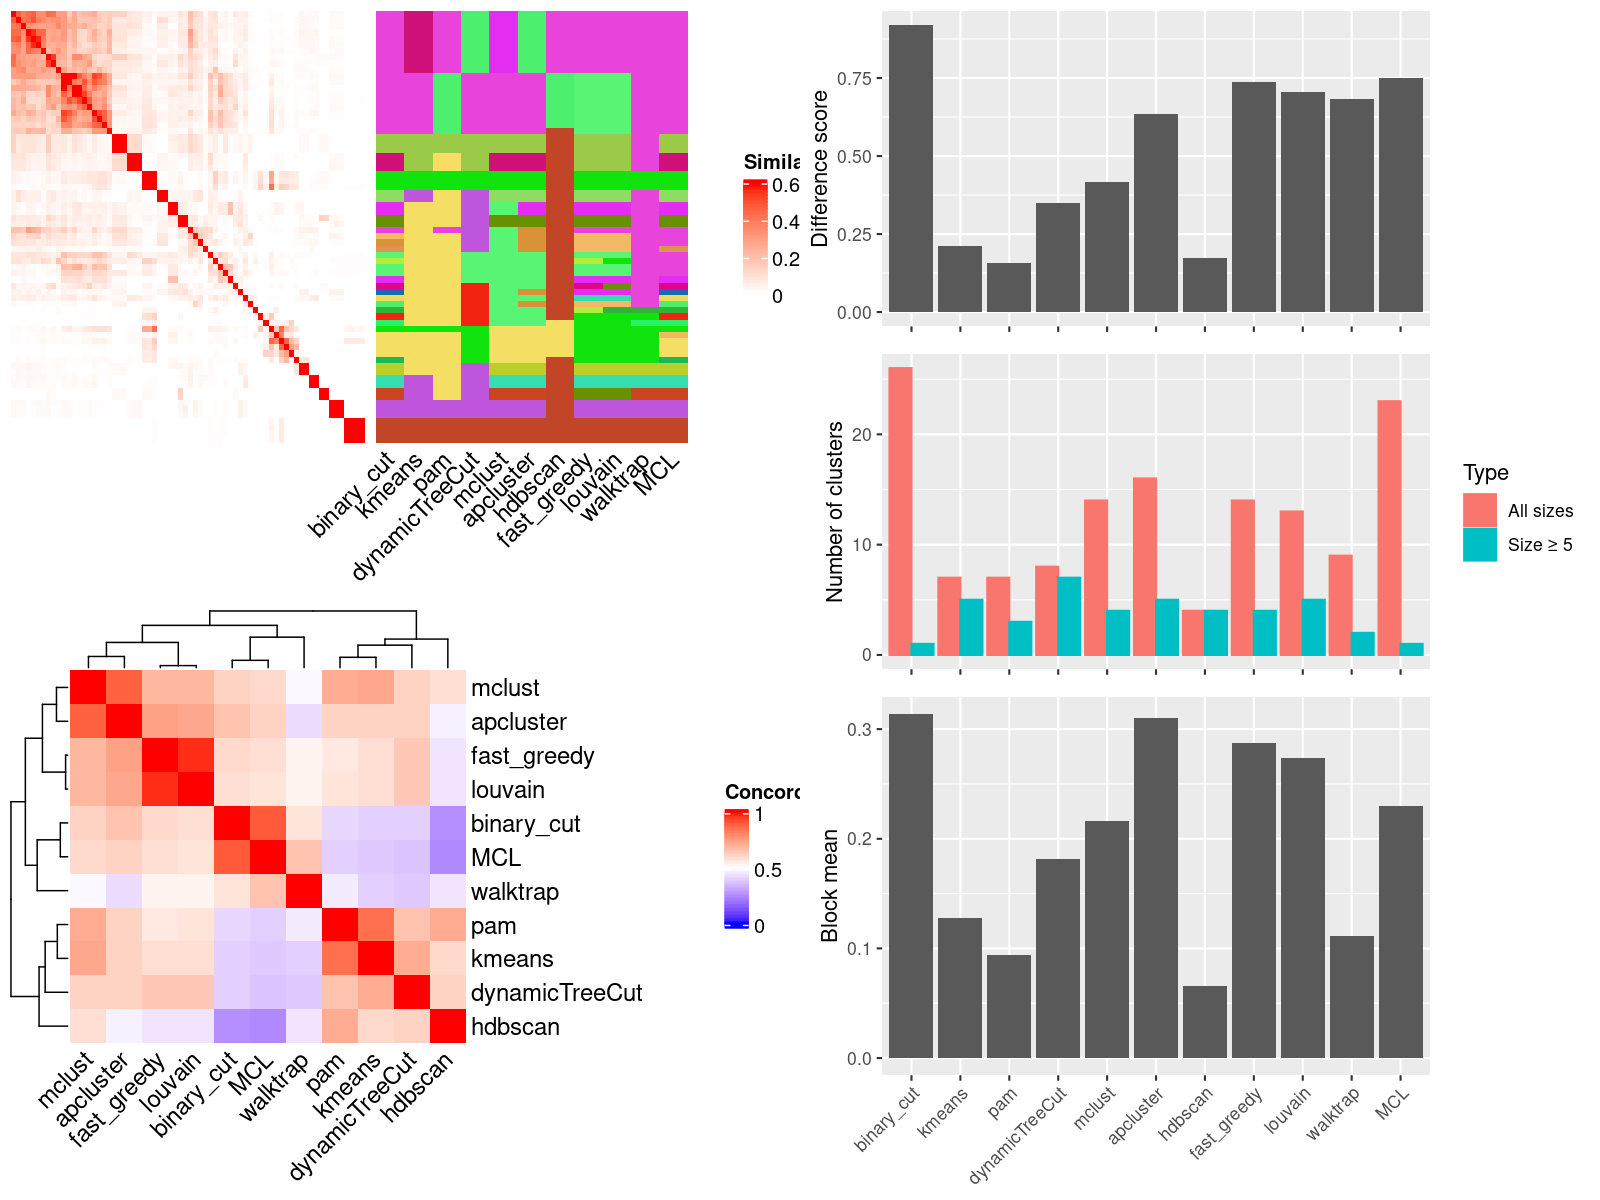 Simila
0.6
0.4
0.2
0
binary_cut
kmeans
pam
dynamicTreeCut
mclust
apcluster
hdbscan
fast_greedy
louvain
walktrap
MCL
mclust
apcluster
fast_greedy
louvain
binary_cut
MCL
walktrap
pam
kmeans
dynamicTreeCut
hdbscan
mclust
apcluster
fast_greedy
louvain
binary_cut
MCL
walktrap
pam
kmeans
dynamicTreeCut
hdbscan
Concord
1
0.5
0
Difference score
0.75
0.50
0.25
0.00
Number of clusters
20
10
0
Type
All sizes
Size ≥ 5
Block mean
0.3
0.2
0.1
0.0
binary_cut
kmeans
pam
dynamicTreeCut
mclust
apcluster
hdbscan
fast_greedy
louvain
walktrap
MCL